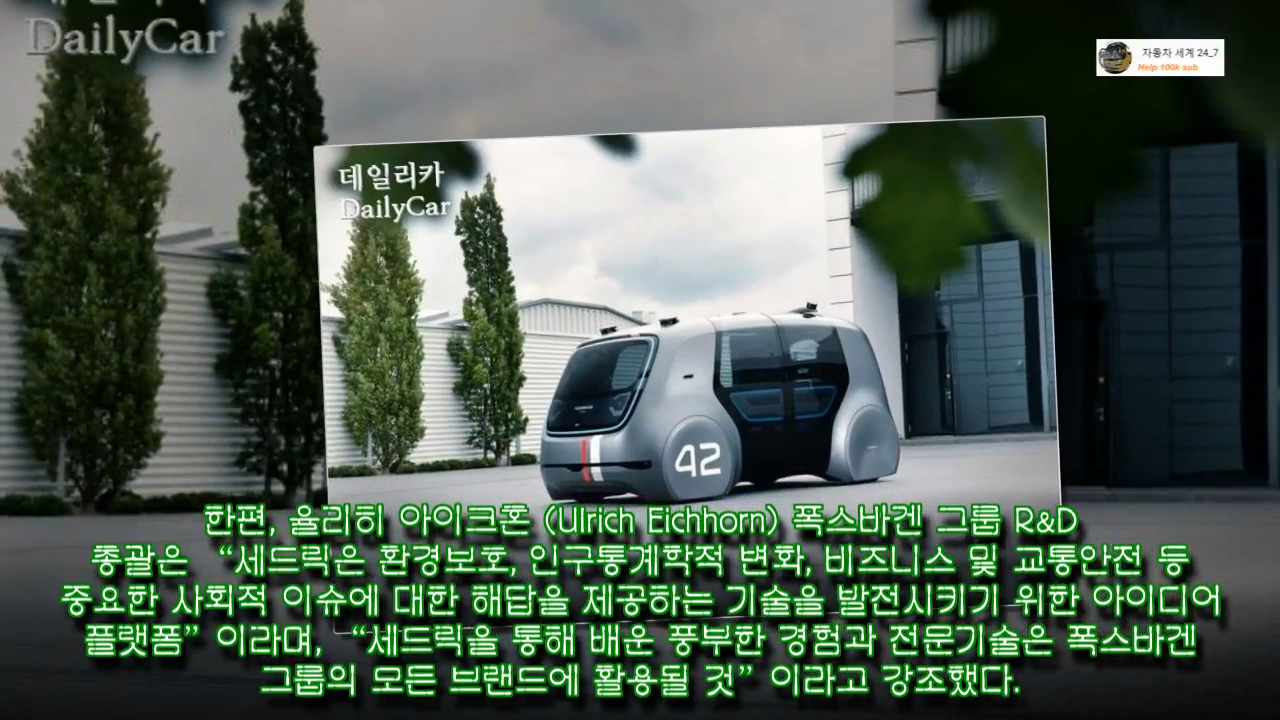 데일리카
DailyCar
자동차 세계 24_7
Help 100k sub
데일리카
DailyCar
42
한편, 율리히 아이크혼 (Ulrich Eichhorn) 폭스바겐 그룹 R&D
총괄은 “세드릭은 환경보호, 인구통계학적 변화, 비즈니스 및 교통안전 등
중요한 사회적 이슈에 대한 해답을 제공하는 기술을 발전시키기 위한 아이디어
플랫폼” 이라며, “세드릭을 통해 배운 풍부한 경험과 전문기술은 폭스바겐
그룹의 모든 브랜드에 활용될 것” 이라고 강조했다.